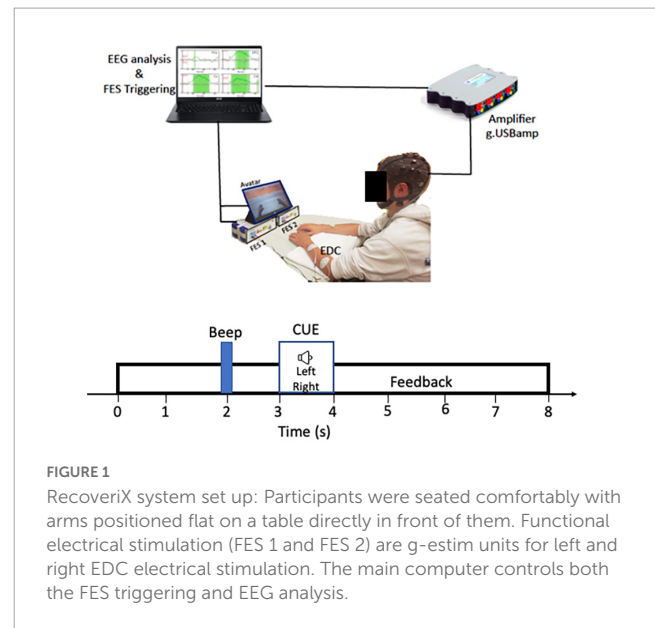 EEG analysis
&
FES Triggering
Amplifier
g.USBamp
Avatar
FES 1
FES 2
EDC
Beep
CUE
Left
Right
Feedback
0 1 2 3 4 5 6 7 8
Time (s)
FIGURE 1
RecoveriX system set up: Participants were seated comfortably with
arms positioned flat on a table directly in front of them. Functional
electrical stimulation (FES 1 and FES 2) are g-estim units for left and
right EDC electrical stimulation. The main computer controls both
the FES triggering and EEG analysis.